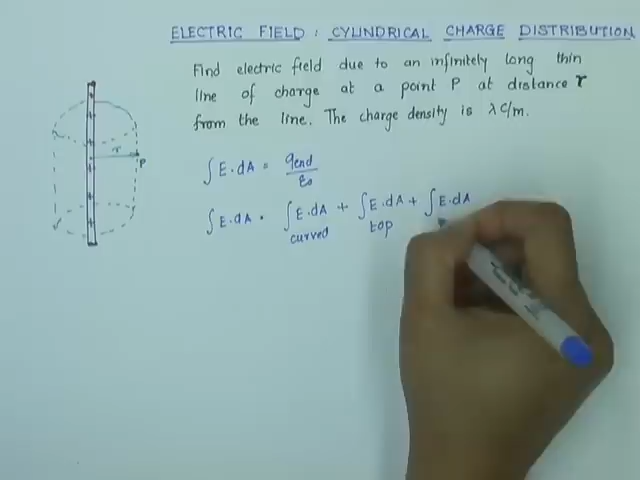 ELECTRIC FIELD : CYLINDRICAL CHARGE DISTRIBUTION
Find electric field due to an infinitely long thin
line of charge at a point P at distance r
from the line. The charge density is λ C/m.
r
P
∫ E.dA = qend/ε₀
∫ E.dA = ∫ E.dA + ∫ E.dA + ∫ E.dA
curved top